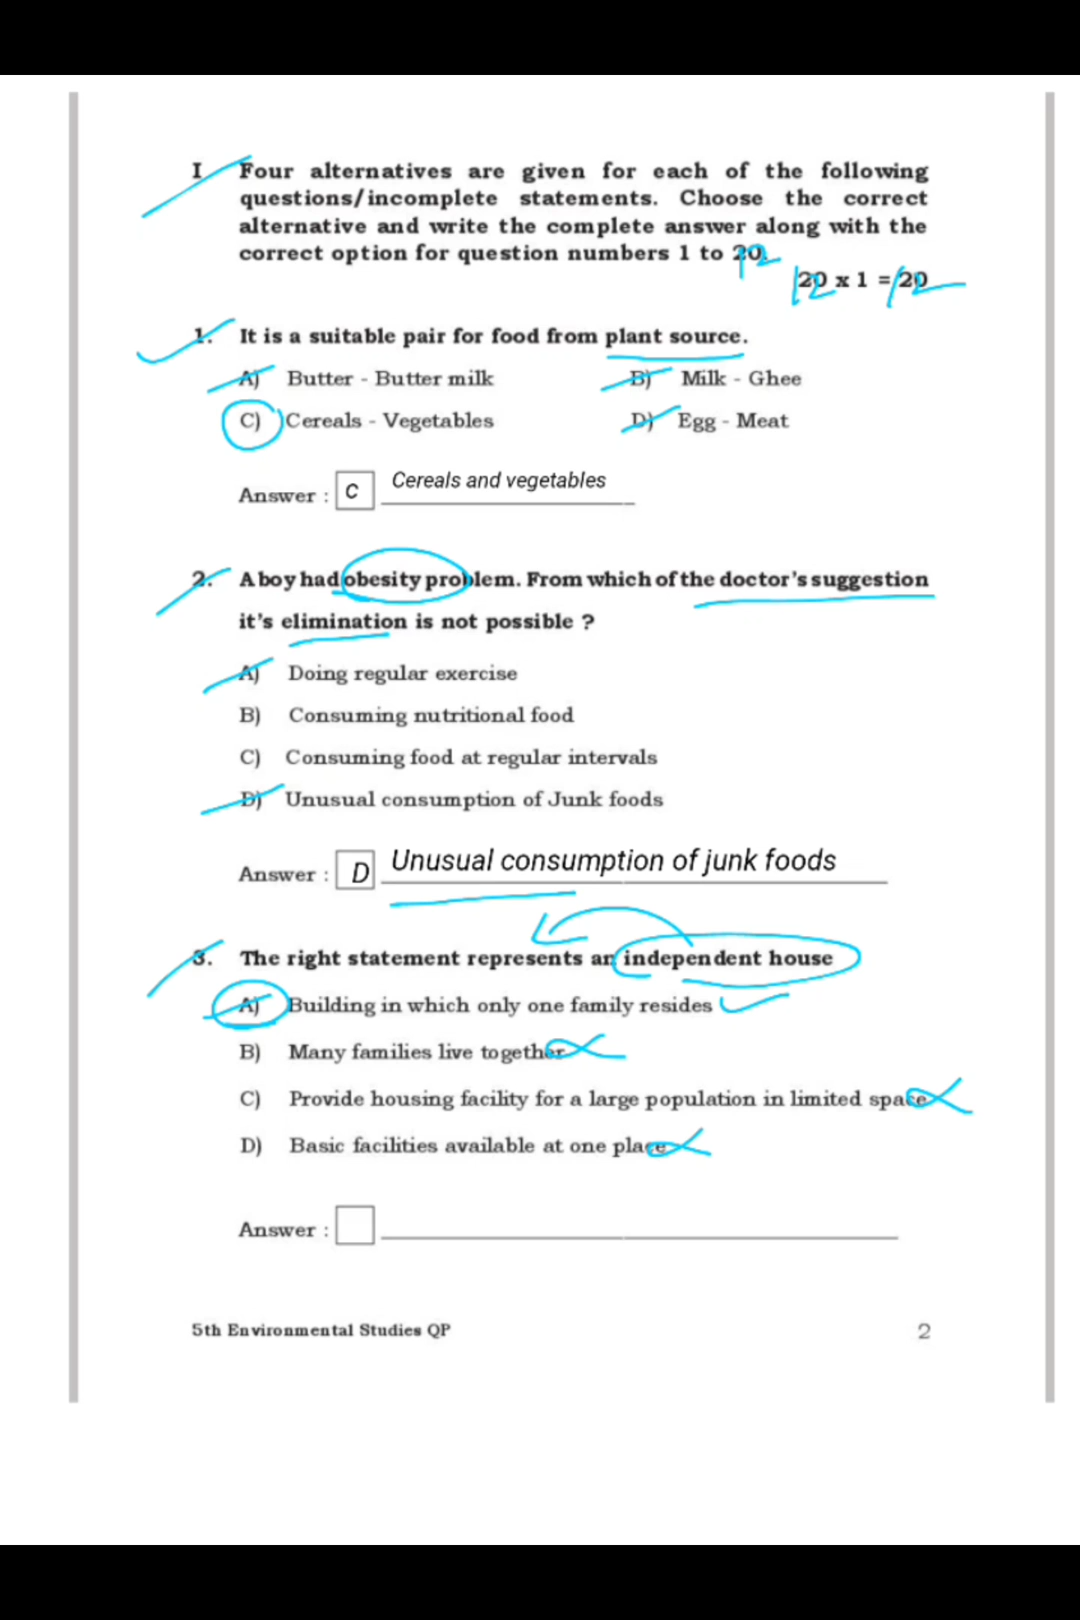 I Four alternatives are given for each of the following
questions/incomplete statements. Choose the correct
alternative and write the complete answer along with the
correct option for question numbers 1 to 20. 12
20 x 1 = 20 12 12
1. It is a suitable pair for food from plant source.
A) Butter - Butter milk B) Milk - Ghee
C) Cereals - Vegetables D) Egg - Meat
Answer : C Cereals and vegetables
2. A boy had obesity problem. From which of the doctor's suggestion
it's elimination is not possible ?
A) Doing regular exercise
B) Consuming nutritional food
C) Consuming food at regular intervals
D) Unusual consumption of Junk foods
Answer : D Unusual consumption of junk foods
3. The right statement represents an independent house
A) Building in which only one family resides
B) Many families live together
C) Provide housing facility for a large population in limited space
D) Basic facilities available at one place
Answer :
5th Environmental Studies QP 2